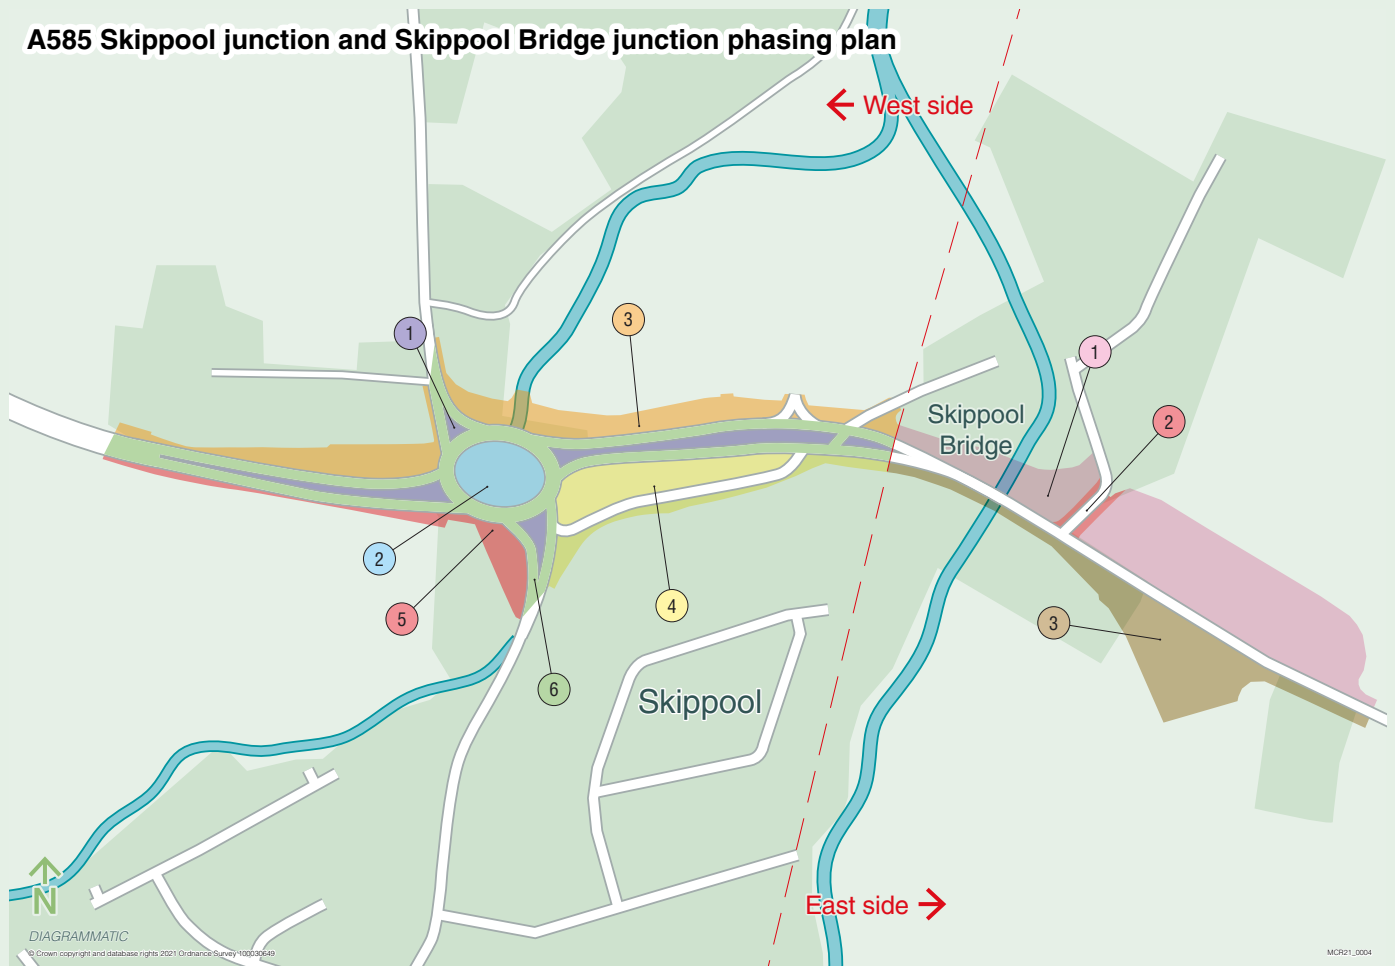 A585 Skippool junction and Skippool Bridge junction phasing plan
West side
1
3
1
Skippool
Bridge
2
2
5
4
3
6
Skippool
East side
N
DIAGRAMMATIC
© Crown copyright and database rights 2021 Ordnance Survey 100030649
MCR21_0004